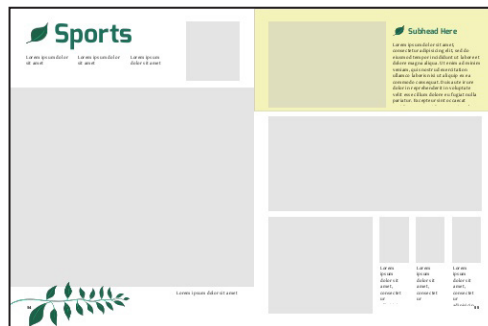 Sports
Lorem ipsum dolor
sit amet
Lorem ipsum dolor
sit amet
Lorem ipsum
dolor sit amet
Lorem ipsum dolor sit amet
Subhead Here
Lorem ipsum dolor sit amet,
consectetur adipiscing elit, sed do
eiusmod tempor incididunt ut labore et
dolore magna aliqua. Ut enim ad minim
veniam, quis nostrud exercitation
ullamco laboris nisi ut aliquip ex ea
commodo consequat. Duis aute irure
dolor in reprehenderit in voluptate
velit esse cillum dolore eu fugiat nulla
pariatur. Excepteur sint occaecat
Lorem
ipsum
dolor sit
amet,
consectet
ur
Lorem
ipsum
dolor sit
amet,
consectet
ur
Lorem
ipsum
dolor sit
amet,
consectet
ur